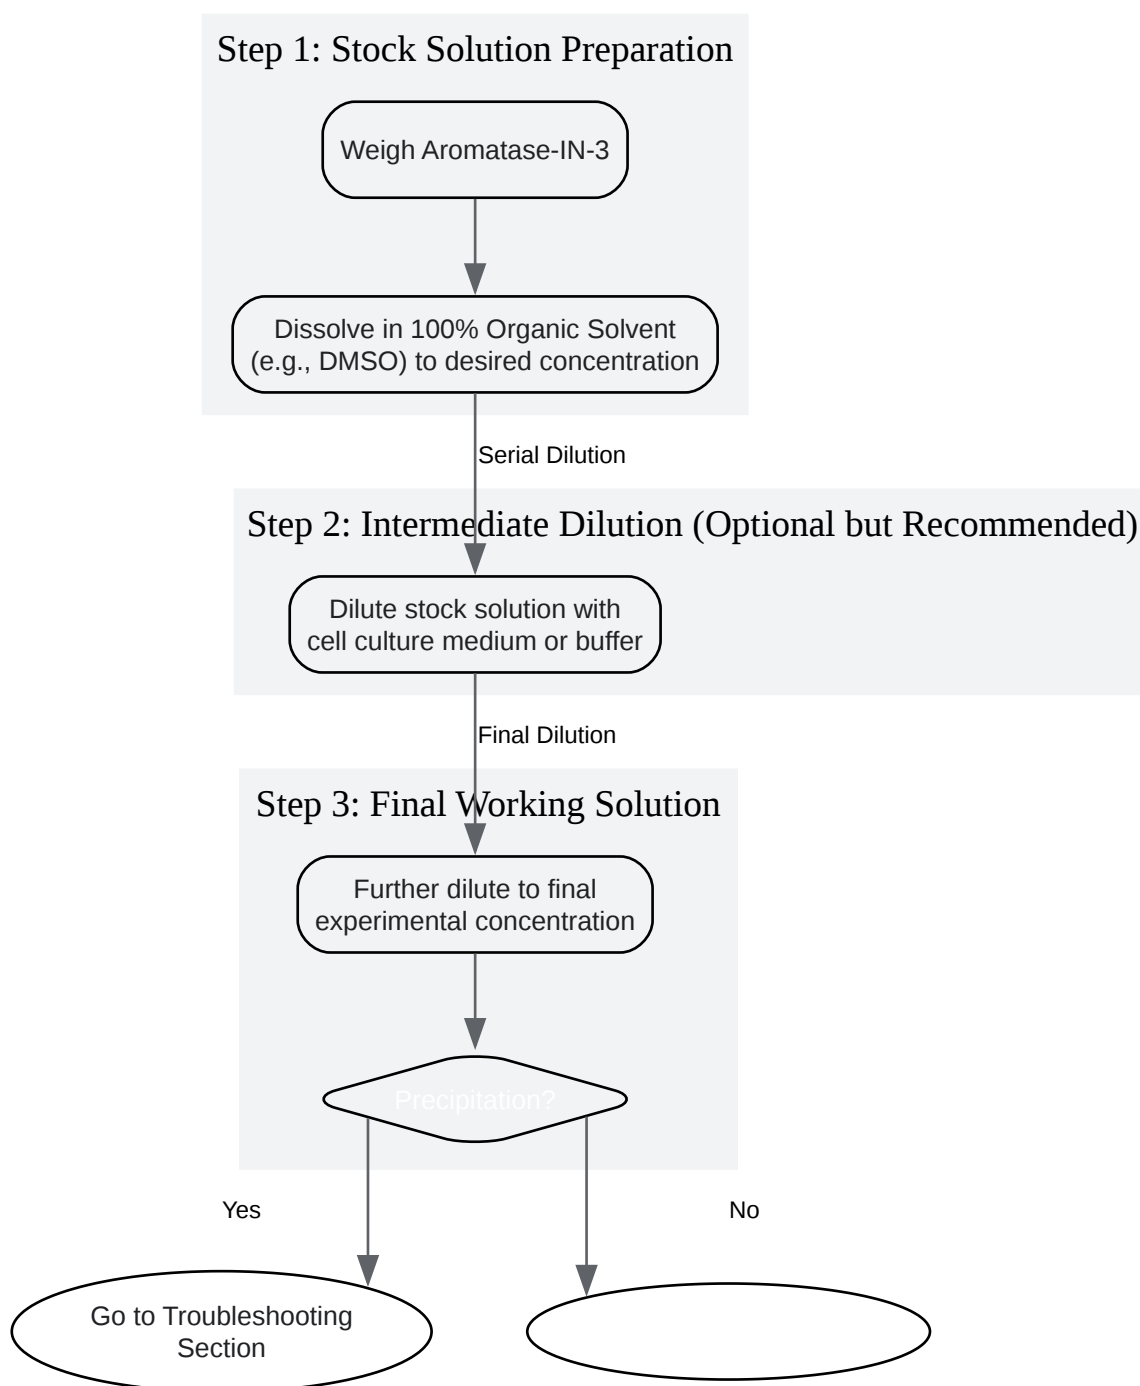 Step 1: Stock Solution Preparation
Weigh Aromatase-IN-3
Dissolve in 100% Organic Solvent
(e.g., DMSO) to desired concentration
Serial Dilution
Step 2: Intermediate Dilution (Optional but Recommended)
Dilute stock solution with
cell culture medium or buffer
Final Dilution
Step 3: Final Working Solution
Further dilute to final
experimental concentration
Precipitation?
Yes
No
Go to Troubleshooting
Section